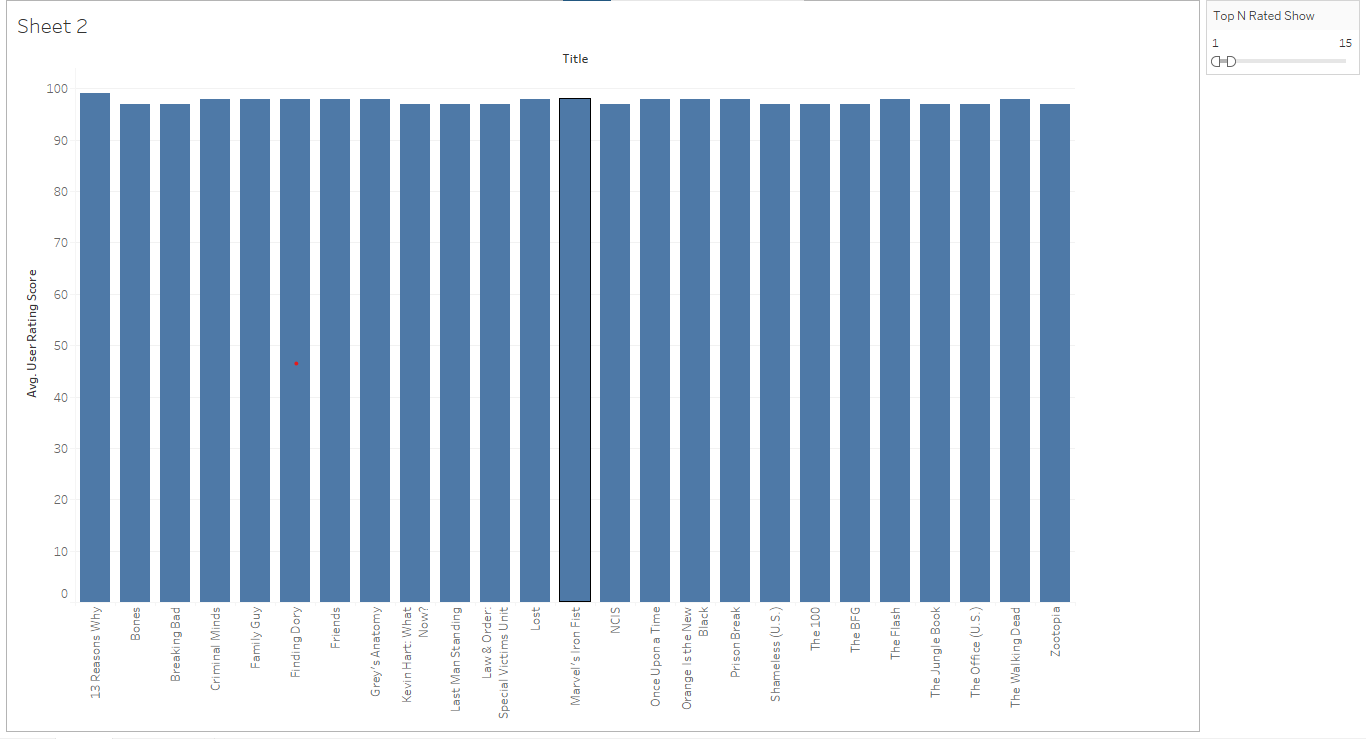 Sheet 2
Title
Avg. User Rating Score
100
90
80
70
60
50
40
30
20
10
0
13 Reasons Why
Bones
Breaking Bad
Criminal Minds
Family Guy
Finding Dory
Friends
Grey's Anatomy
Kevin Hart: What
Now?
Last Man Standing
Law & Order:
Special Victims Unit
Lost
Marvel's Iron Fist
NCIS
Once Upon a Time
Orange Is the New
Black
Prison Break
Shameless (U.S.)
The 100
The BFG
The Flash
The Jungle Book
The Office (U.S.)
The Walking Dead
Zootopia
Top N Rated Show
1 15